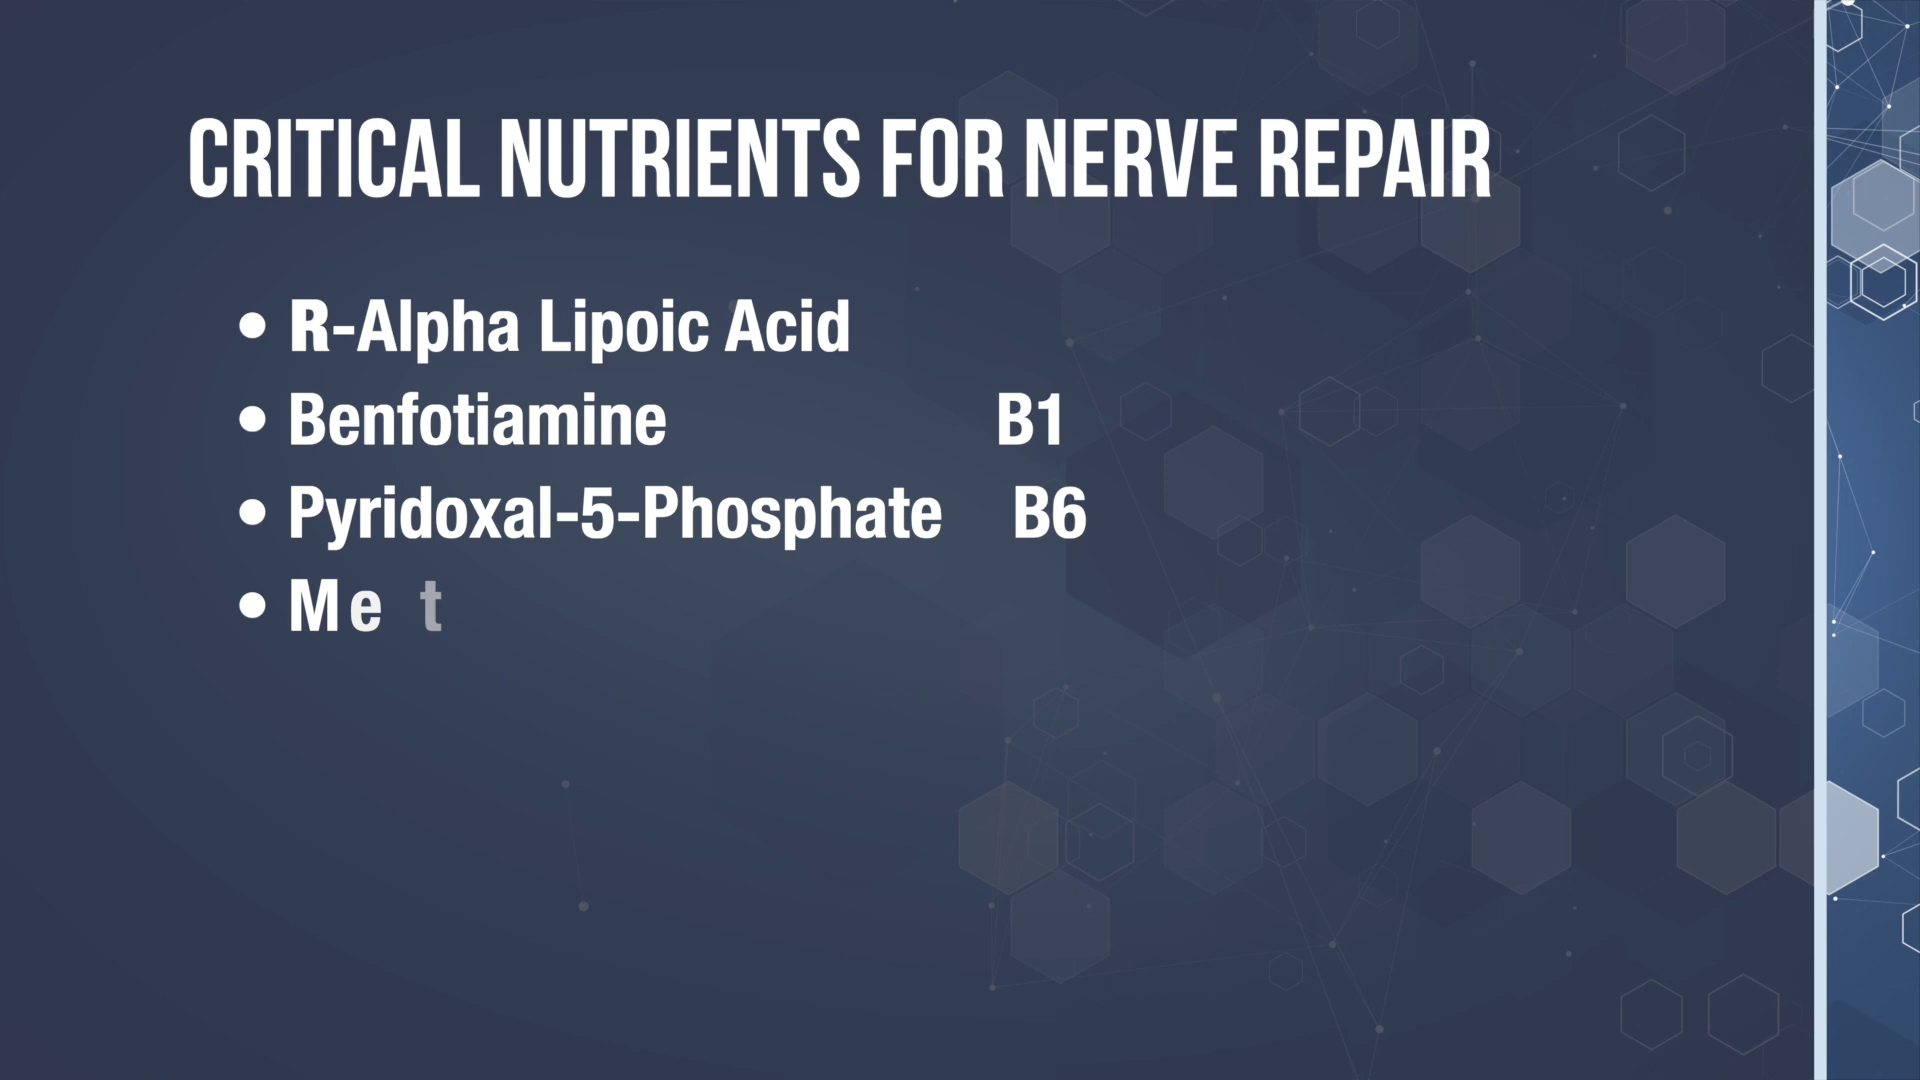 CRITICAL NUTRIENTS FOR NERVE REPAIR
• R-Alpha Lipoic Acid
• Benfotiamine B1
• Pyridoxal-5-Phosphate B6
• Me t